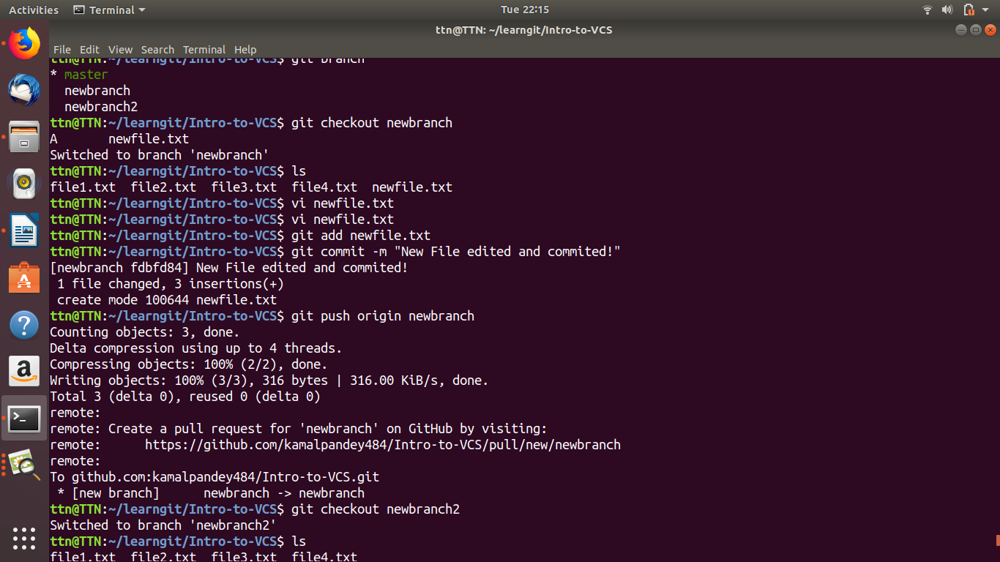 Activities Terminal Tue 22:15
ttn@TTN: ~/learngit/Intro-to-VCS
File Edit View Search Terminal Help
ttn@TTN:~/learngit/Intro-to-VCS$ git branch
* master
  newbranch
  newbranch2
ttn@TTN:~/learngit/Intro-to-VCS$ git checkout newbranch
A       newfile.txt
Switched to branch 'newbranch'
ttn@TTN:~/learngit/Intro-to-VCS$ ls
file1.txt  file2.txt  file3.txt  file4.txt  newfile.txt
ttn@TTN:~/learngit/Intro-to-VCS$ vi newfile.txt
ttn@TTN:~/learngit/Intro-to-VCS$ vi newfile.txt
ttn@TTN:~/learngit/Intro-to-VCS$ git add newfile.txt
ttn@TTN:~/learngit/Intro-to-VCS$ git commit -m "New File edited and commited!"
[newbranch fdbfd84] New File edited and commited!
 1 file changed, 3 insertions(+)
 create mode 100644 newfile.txt
ttn@TTN:~/learngit/Intro-to-VCS$ git push origin newbranch
Counting objects: 3, done.
Delta compression using up to 4 threads.
Compressing objects: 100% (2/2), done.
Writing objects: 100% (3/3), 316 bytes | 316.00 KiB/s, done.
Total 3 (delta 0), reused 0 (delta 0)
remote:
remote: Create a pull request for 'newbranch' on GitHub by visiting:
remote:      https://github.com/kamalpandey484/Intro-to-VCS/pull/new/newbranch
remote:
To github.com:kamalpandey484/Intro-to-VCS.git
 * [new branch]      newbranch -> newbranch
ttn@TTN:~/learngit/Intro-to-VCS$ git checkout newbranch2
Switched to branch 'newbranch2'
ttn@TTN:~/learngit/Intro-to-VCS$ ls
file1.txt  file2.txt  file3.txt  file4.txt